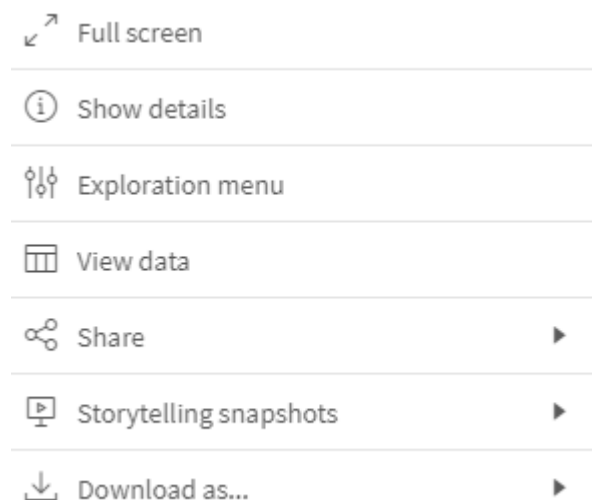 Full screen
Show details
Exploration menu
View data
Share
Storytelling snapshots
Download as...